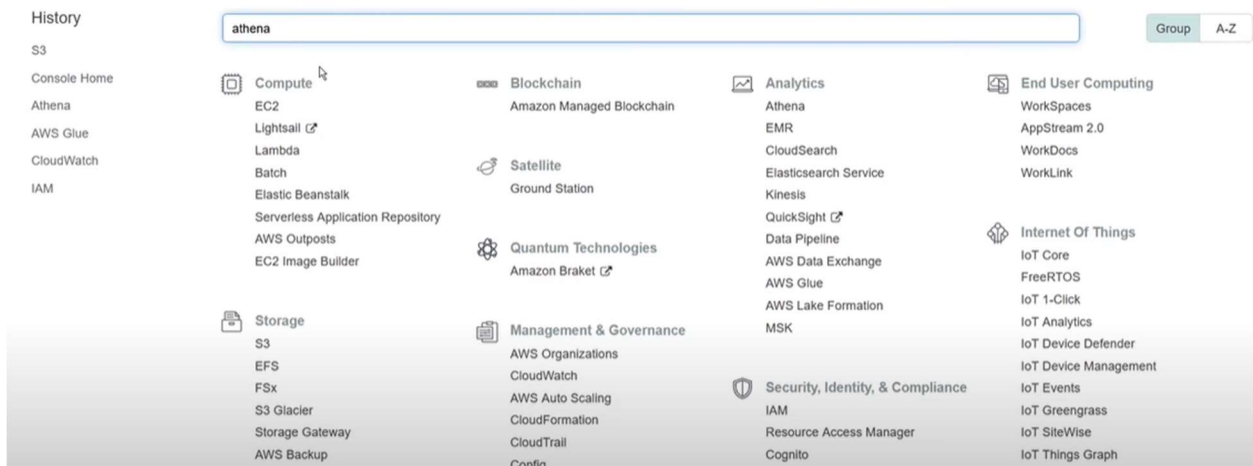 History
S3
Console Home
Athena
AWS Glue
CloudWatch
IAM
athena
Group
A-Z
Compute
EC2
Lightsail
Lambda
Batch
Elastic Beanstalk
Serverless Application Repository
AWS Outposts
EC2 Image Builder
Storage
S3
EFS
FSx
S3 Glacier
Storage Gateway
AWS Backup
Blockchain
Amazon Managed Blockchain
Satellite
Ground Station
Quantum Technologies
Amazon Braket
Management & Governance
AWS Organizations
CloudWatch
AWS Auto Scaling
CloudFormation
CloudTrail
Config
Analytics
Athena
EMR
CloudSearch
Elasticsearch Service
Kinesis
QuickSight
Data Pipeline
AWS Data Exchange
AWS Glue
AWS Lake Formation
MSK
Security, Identity, & Compliance
IAM
Resource Access Manager
Cognito
End User Computing
WorkSpaces
AppStream 2.0
WorkDocs
WorkLink
Internet Of Things
IoT Core
FreeRTOS
IoT 1-Click
IoT Analytics
IoT Device Defender
IoT Device Management
IoT Events
IoT Greengrass
IoT SiteWise
IoT Things Graph